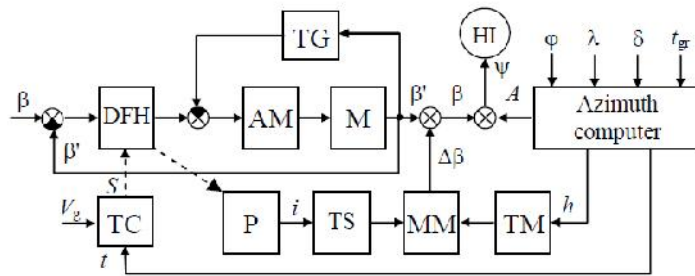 TG
HI
φ λ δ t_gr
ψ
β
DFH
AM
M
β'
β
A
Azimuth
computer
β'
Δβ
S
V_g
TC
P
i
TS
MM
TM
h
t